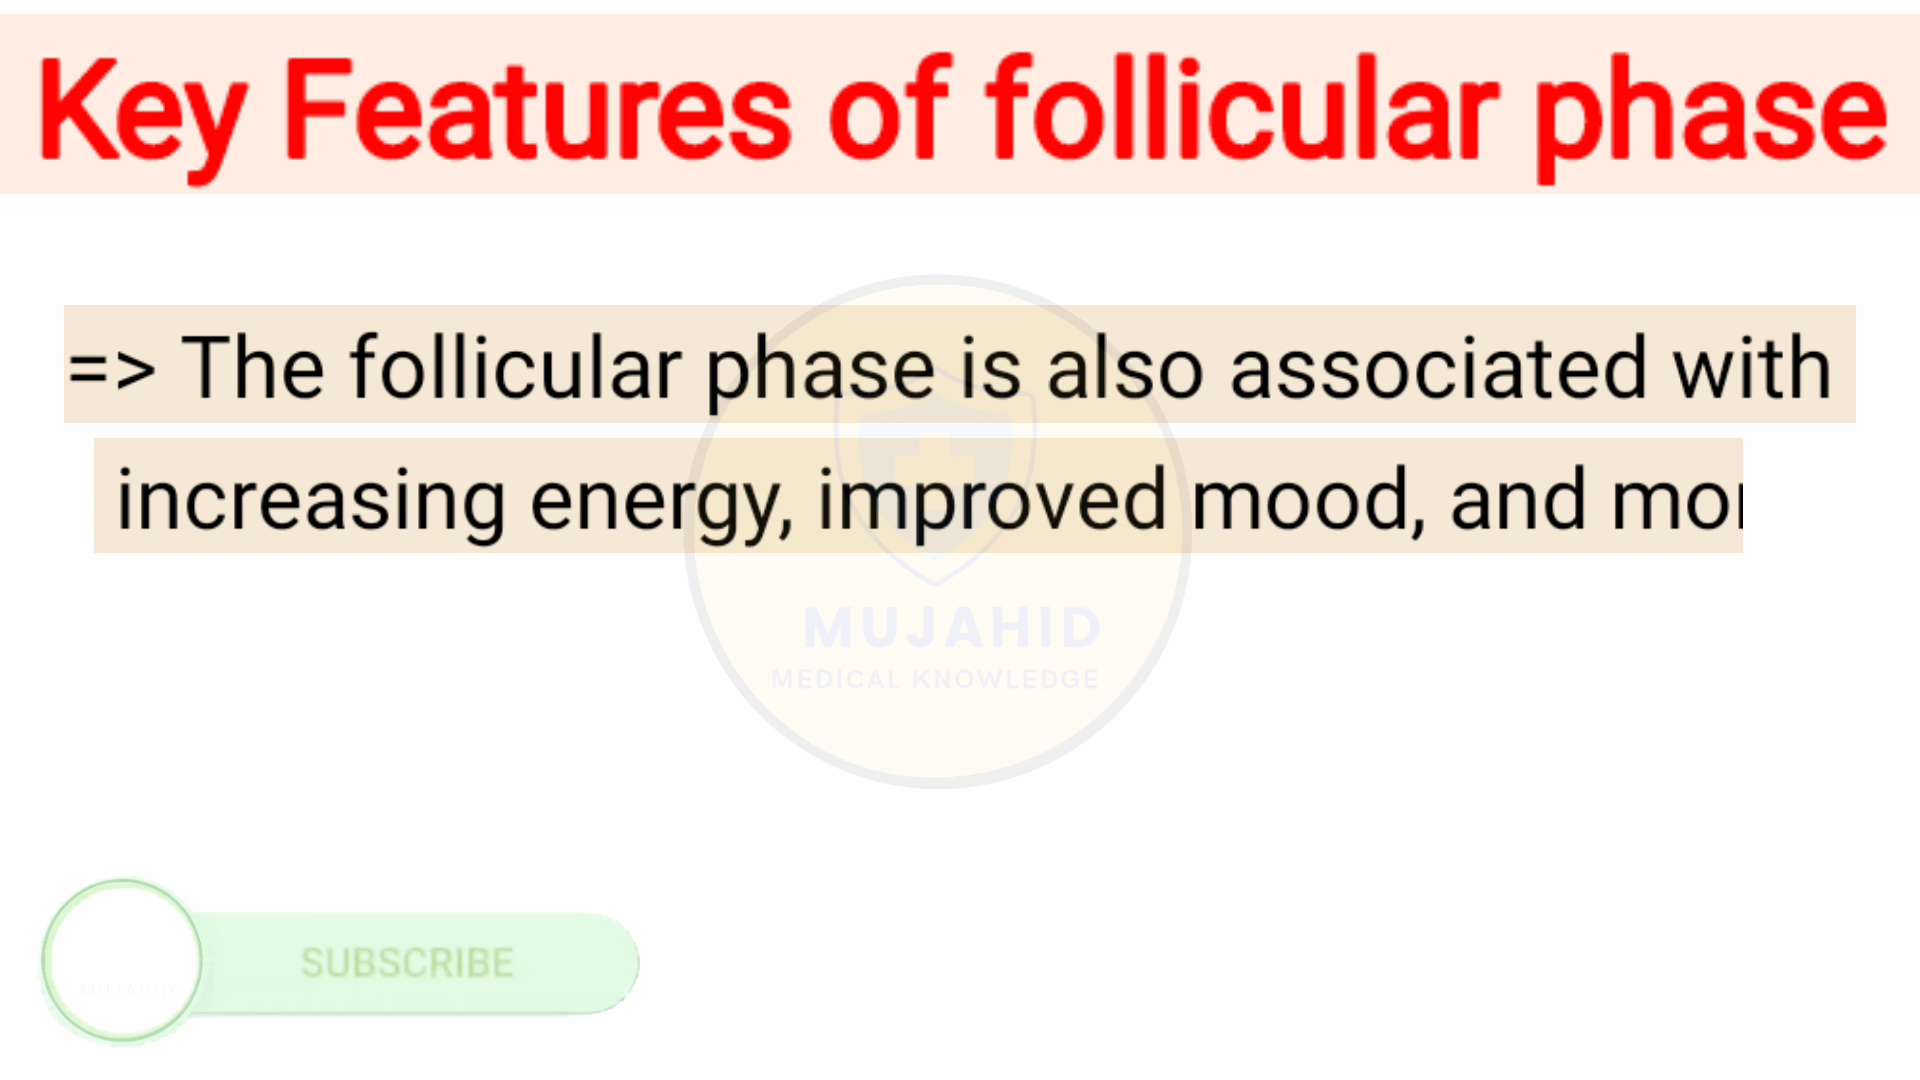 Key Features of follicular phase
=> The follicular phase is also associated with
increasing energy, improved mood, and
MUJAHID
MEDICAL KNOWLEDGE
SUBSCRIBE
MUJAHID